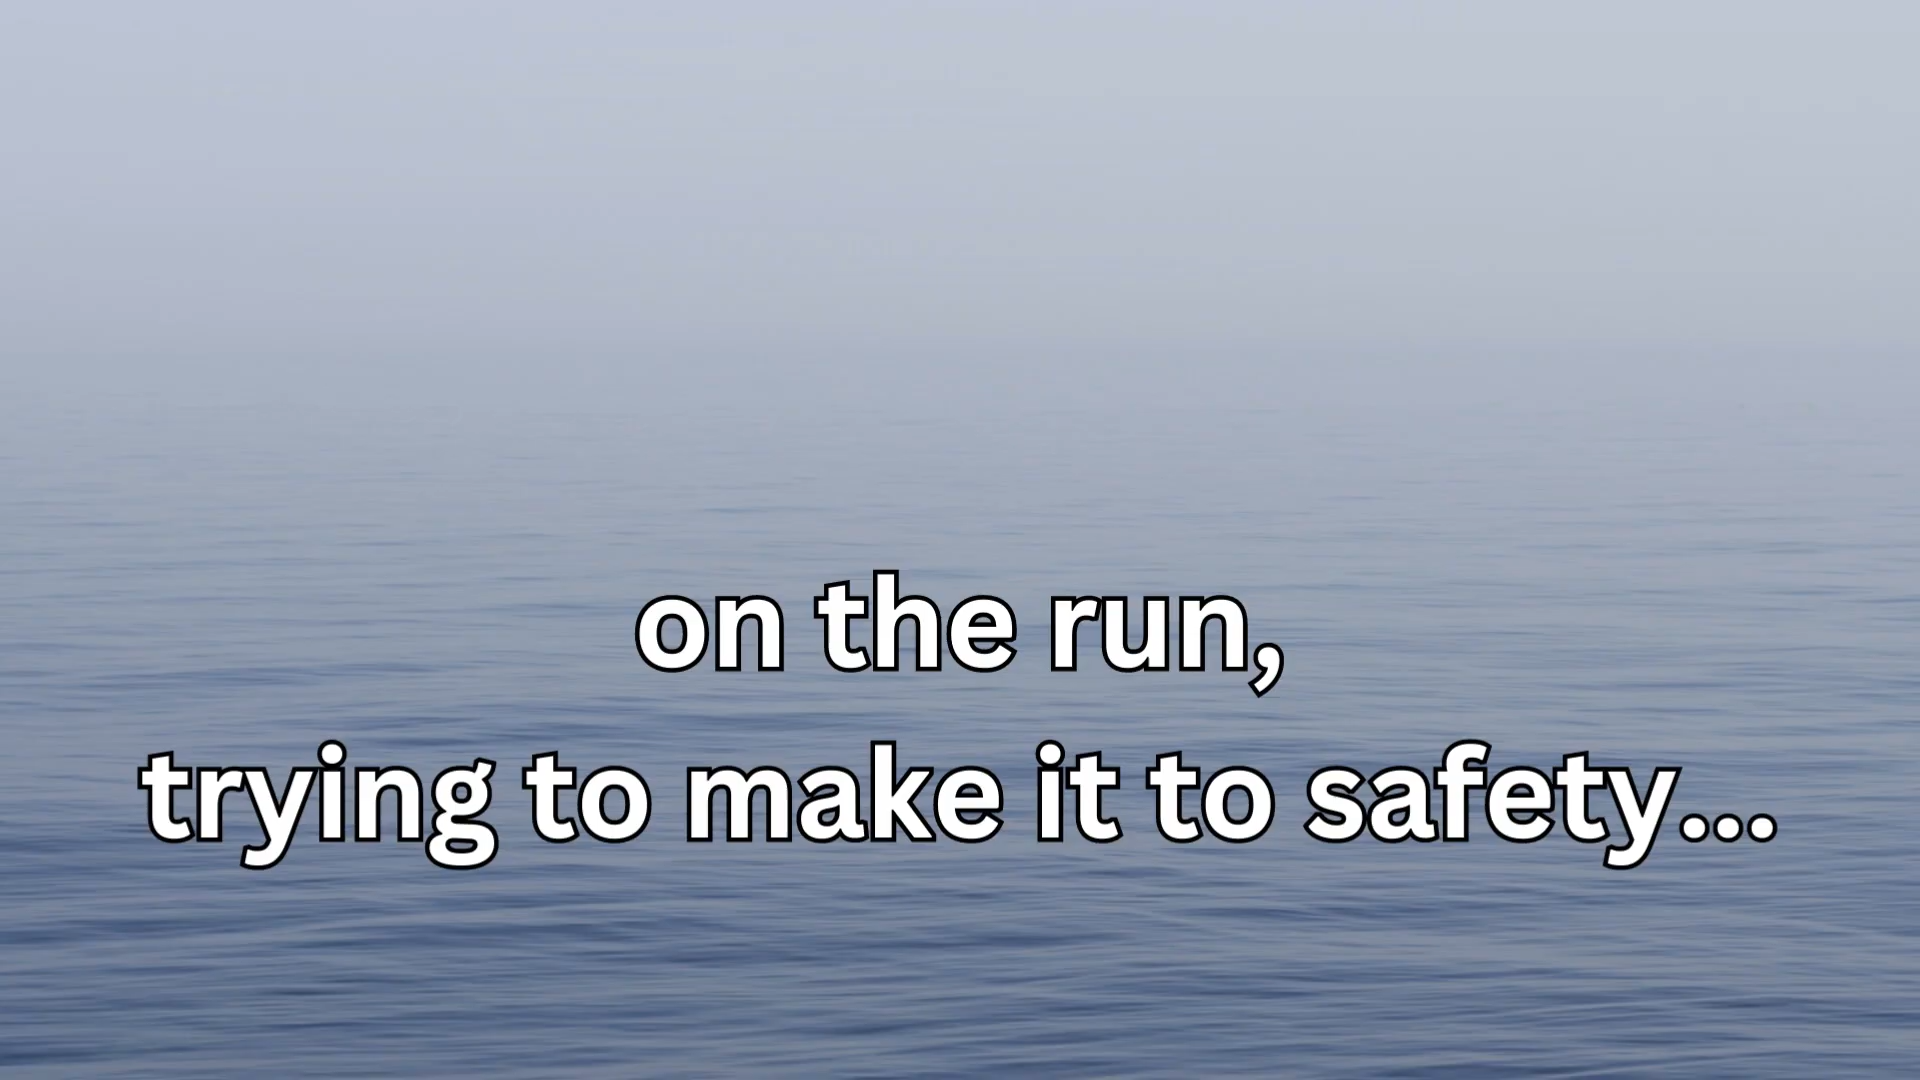 on the run,
trying to make it to safety...